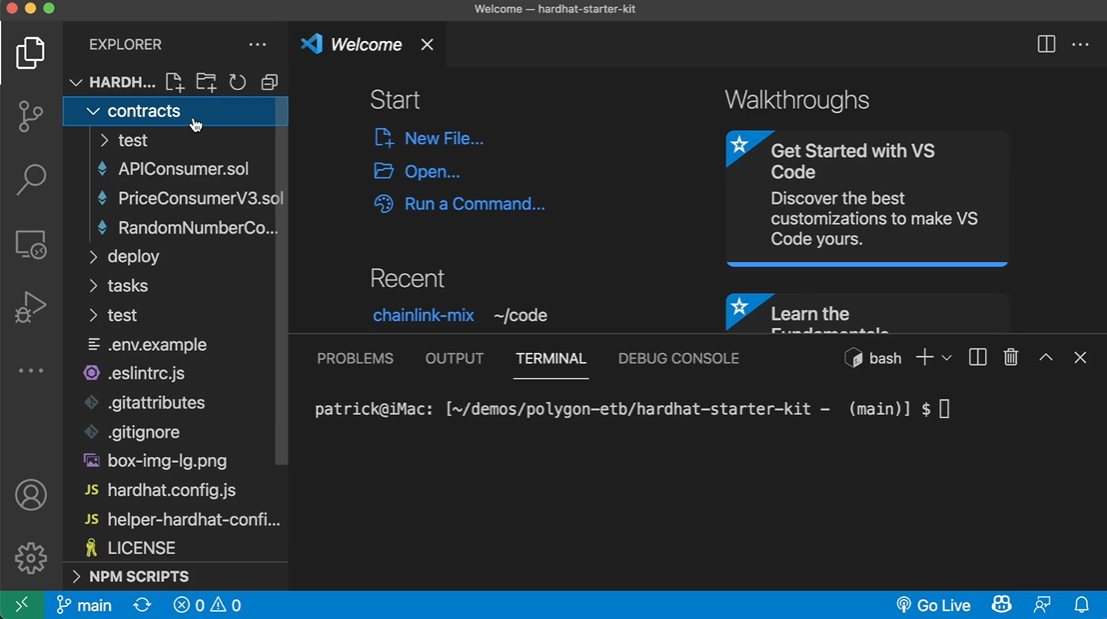 Welcome — hardhat-starter-kit
EXPLORER
Welcome
HARDH...
contracts
test
APIConsumer.sol
PriceConsumerV3.sol
RandomNumberCo...
deploy
tasks
test
.env.example
.eslintrc.js
.gitattributes
.gitignore
box-img-lg.png
JS hardhat.config.js
JS helper-hardhat-confi...
LICENSE
NPM SCRIPTS
Start
New File...
Open...
Run a Command...
Recent
chainlink-mix ~/code
Walkthroughs
Get Started with VS
Code
Discover the best
customizations to make VS
Code yours.
Learn the
Fundamentals
PROBLEMS OUTPUT TERMINAL DEBUG CONSOLE bash
patrick@iMac: [~/demos/polygon-etb/hardhat-starter-kit - (main)] $
main 0 0 Go Live